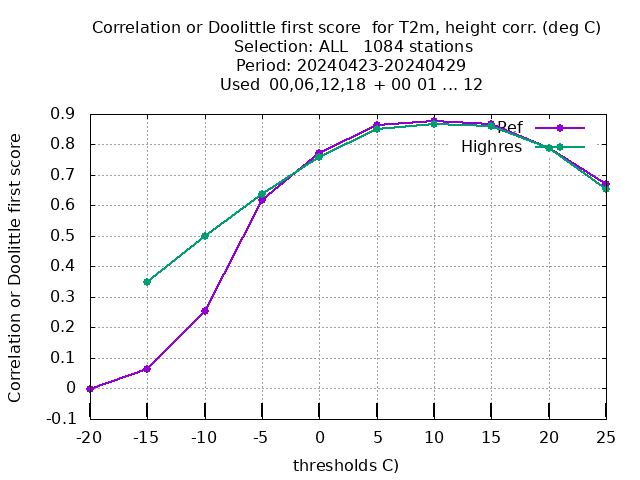 Correlation or Doolittle first score  for T2m, height corr. (deg C)
Selection: ALL   1084 stations
Period: 20240423-20240429
Used  00,06,12,18  + 00 01 ... 12
Correlation or Doolittle first score
0.9
0.8
0.7
0.6
0.5
0.4
0.3
0.2
0.1
0
-0.1
Ref
Highres
-20 -15 -10 -5 0 5 10 15 20 25
thresholds C)